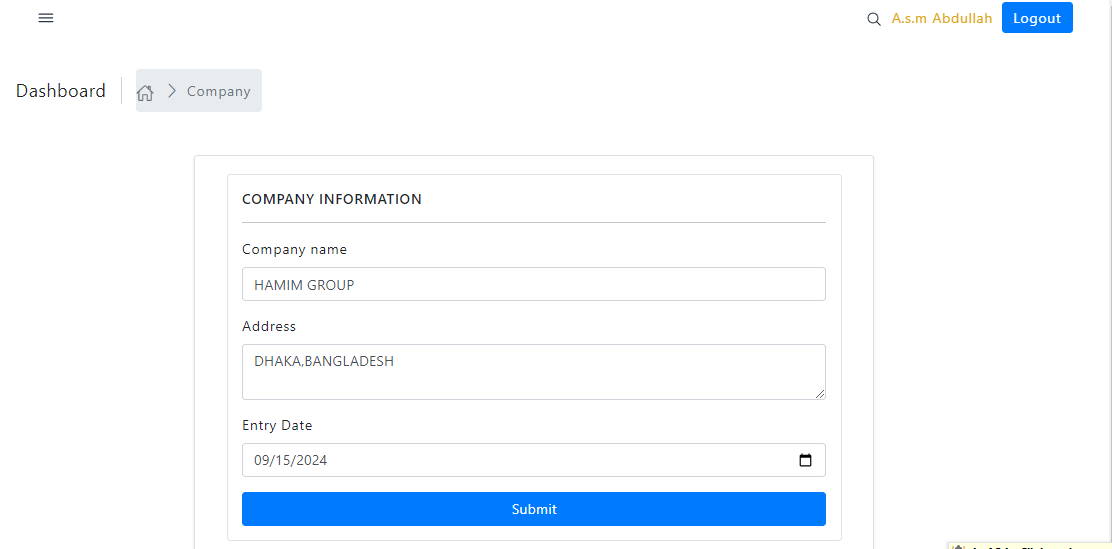 A.s.m Abdullah Logout
Dashboard Company
COMPANY INFORMATION
Company name
HAMIM GROUP
Address
DHAKA,BANGLADESH
Entry Date
09/15/2024
Submit